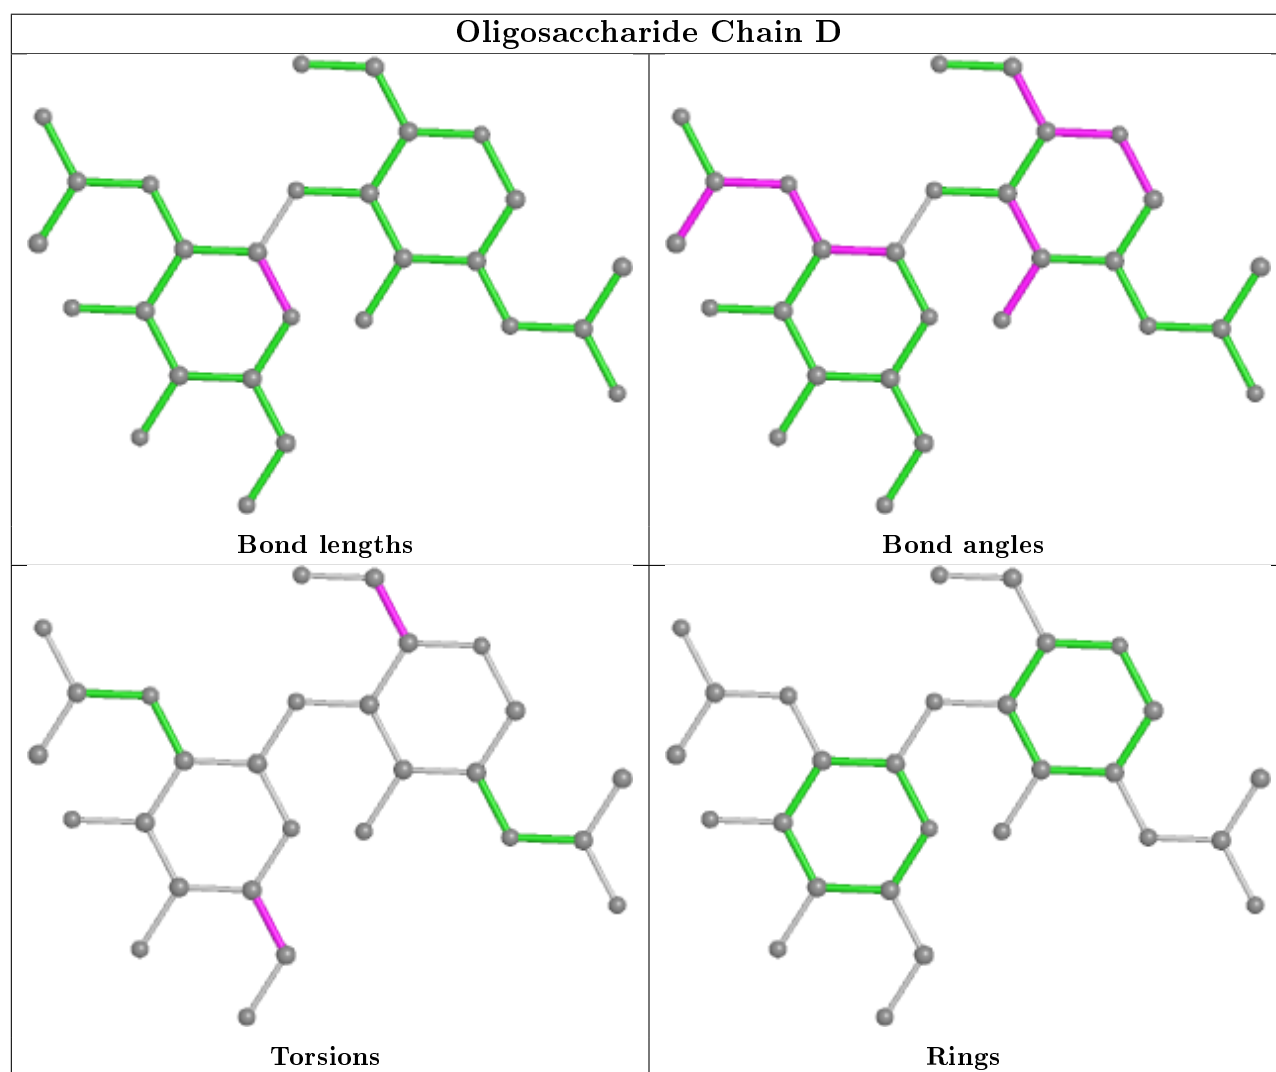 Oligosaccharide Chain D
Bond lengths
Bond angles
Torsions
Rings